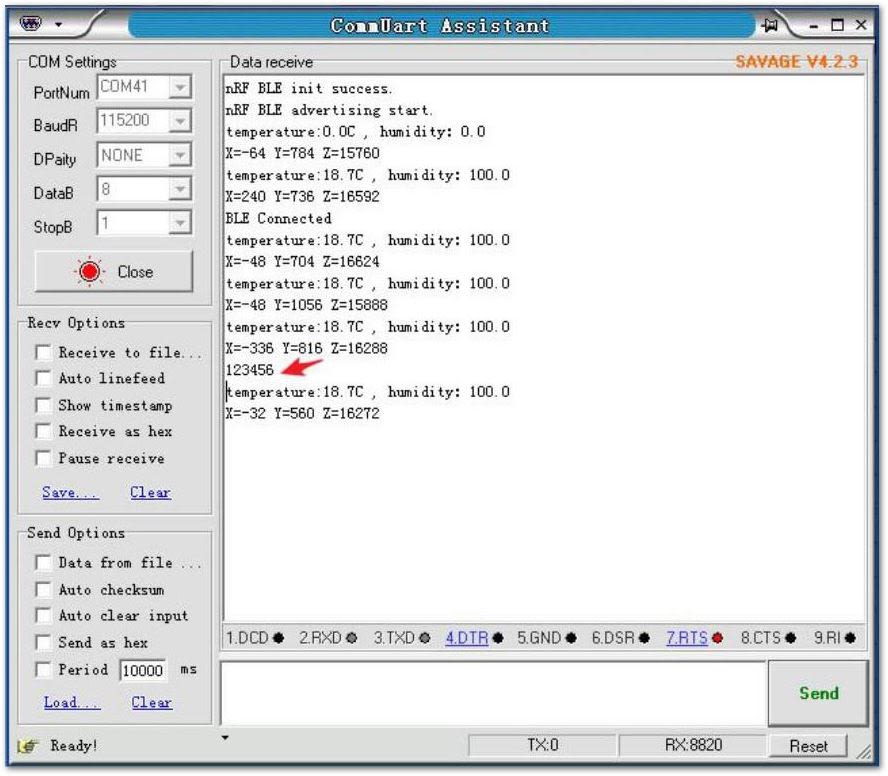 CommUart Assistant
COM Settings
PortNum COM41
BaudR 115200
DPaity NONE
DataB 8
StopB 1
Close
Recv Options
Receive to file...
Auto linefeed
Show timestamp
Receive as hex
Pause receive
Save... Clear
Send Options
Data from file ...
Auto checksum
Auto clear input
Send as hex
Period 10000 ms
Load... Clear
Data receive
SAVAGE V4.2.3
nRF BLE init success.
nRF BLE advertising start.
temperature:0.0C , humidity: 0.0
X=-64 Y=784 Z=15760
temperature:18.7C , humidity: 100.0
X=240 Y=736 Z=16592
BLE Connected
temperature:18.7C , humidity: 100.0
X=-48 Y=704 Z=16624
temperature:18.7C , humidity: 100.0
X=-48 Y=1056 Z=15888
temperature:18.7C , humidity: 100.0
X=-336 Y=816 Z=16288
123456
temperature:18.7C , humidity: 100.0
X=-32 Y=560 Z=16272
1.DCD 2.RXD 3.TXD 4.DTR 5.GND 6.DSR 7.RTS 8.CTS 9.RI
Send
Ready! TX:0 RX:8820 Reset